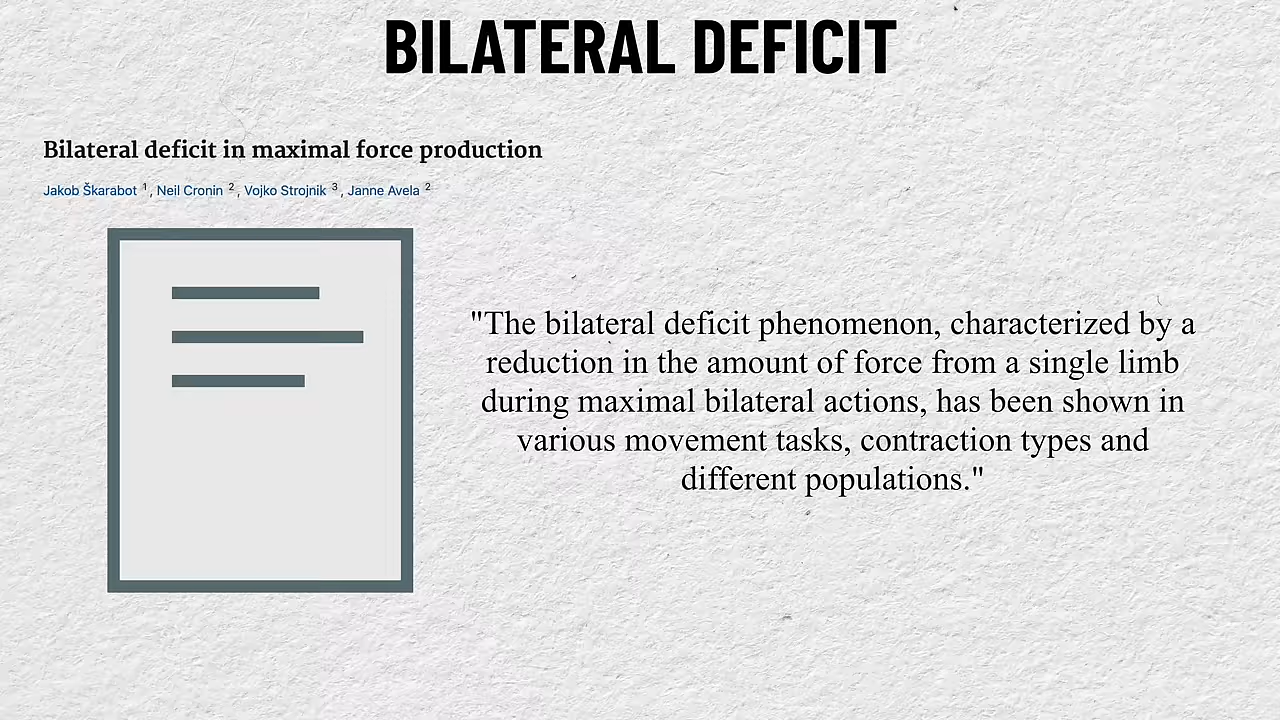 BILATERAL DEFICIT
Bilateral deficit in maximal force production
Jakob Škarabot 1, Neil Cronin 2, Vojko Strojnik 3, Janne Avela 2
"The bilateral deficit phenomenon, characterized by a
reduction in the amount of force from a single limb
during maximal bilateral actions, has been shown in
various movement tasks, contraction types and
different populations."